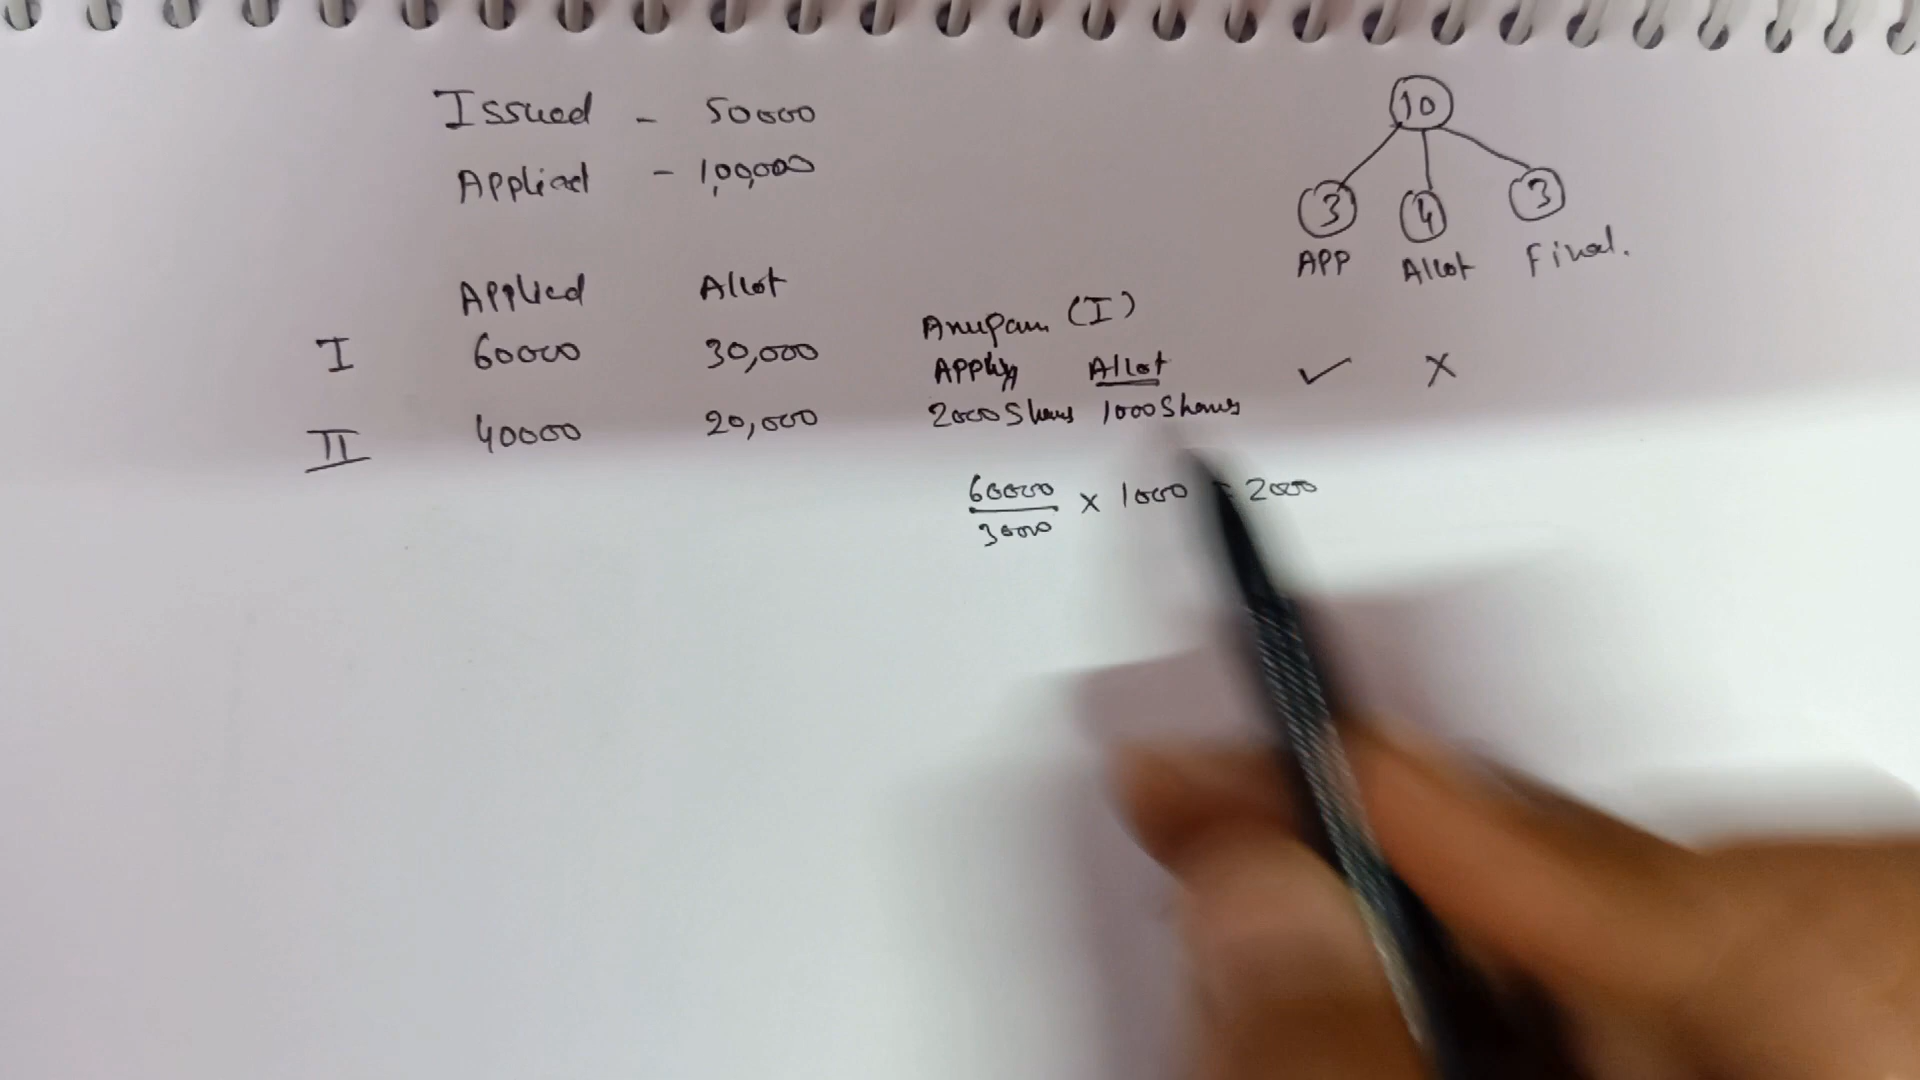 Issued - 50000
Applied - 1,00,000
10
3 4 3
APP Allot Final.
Applied Allot
I 60000 30,000
II 40000 20,000
Anupam (I)
Apply Allot ✓ X
2000 Shares 1000 Shares
60000
30000
x 1000 = 2000